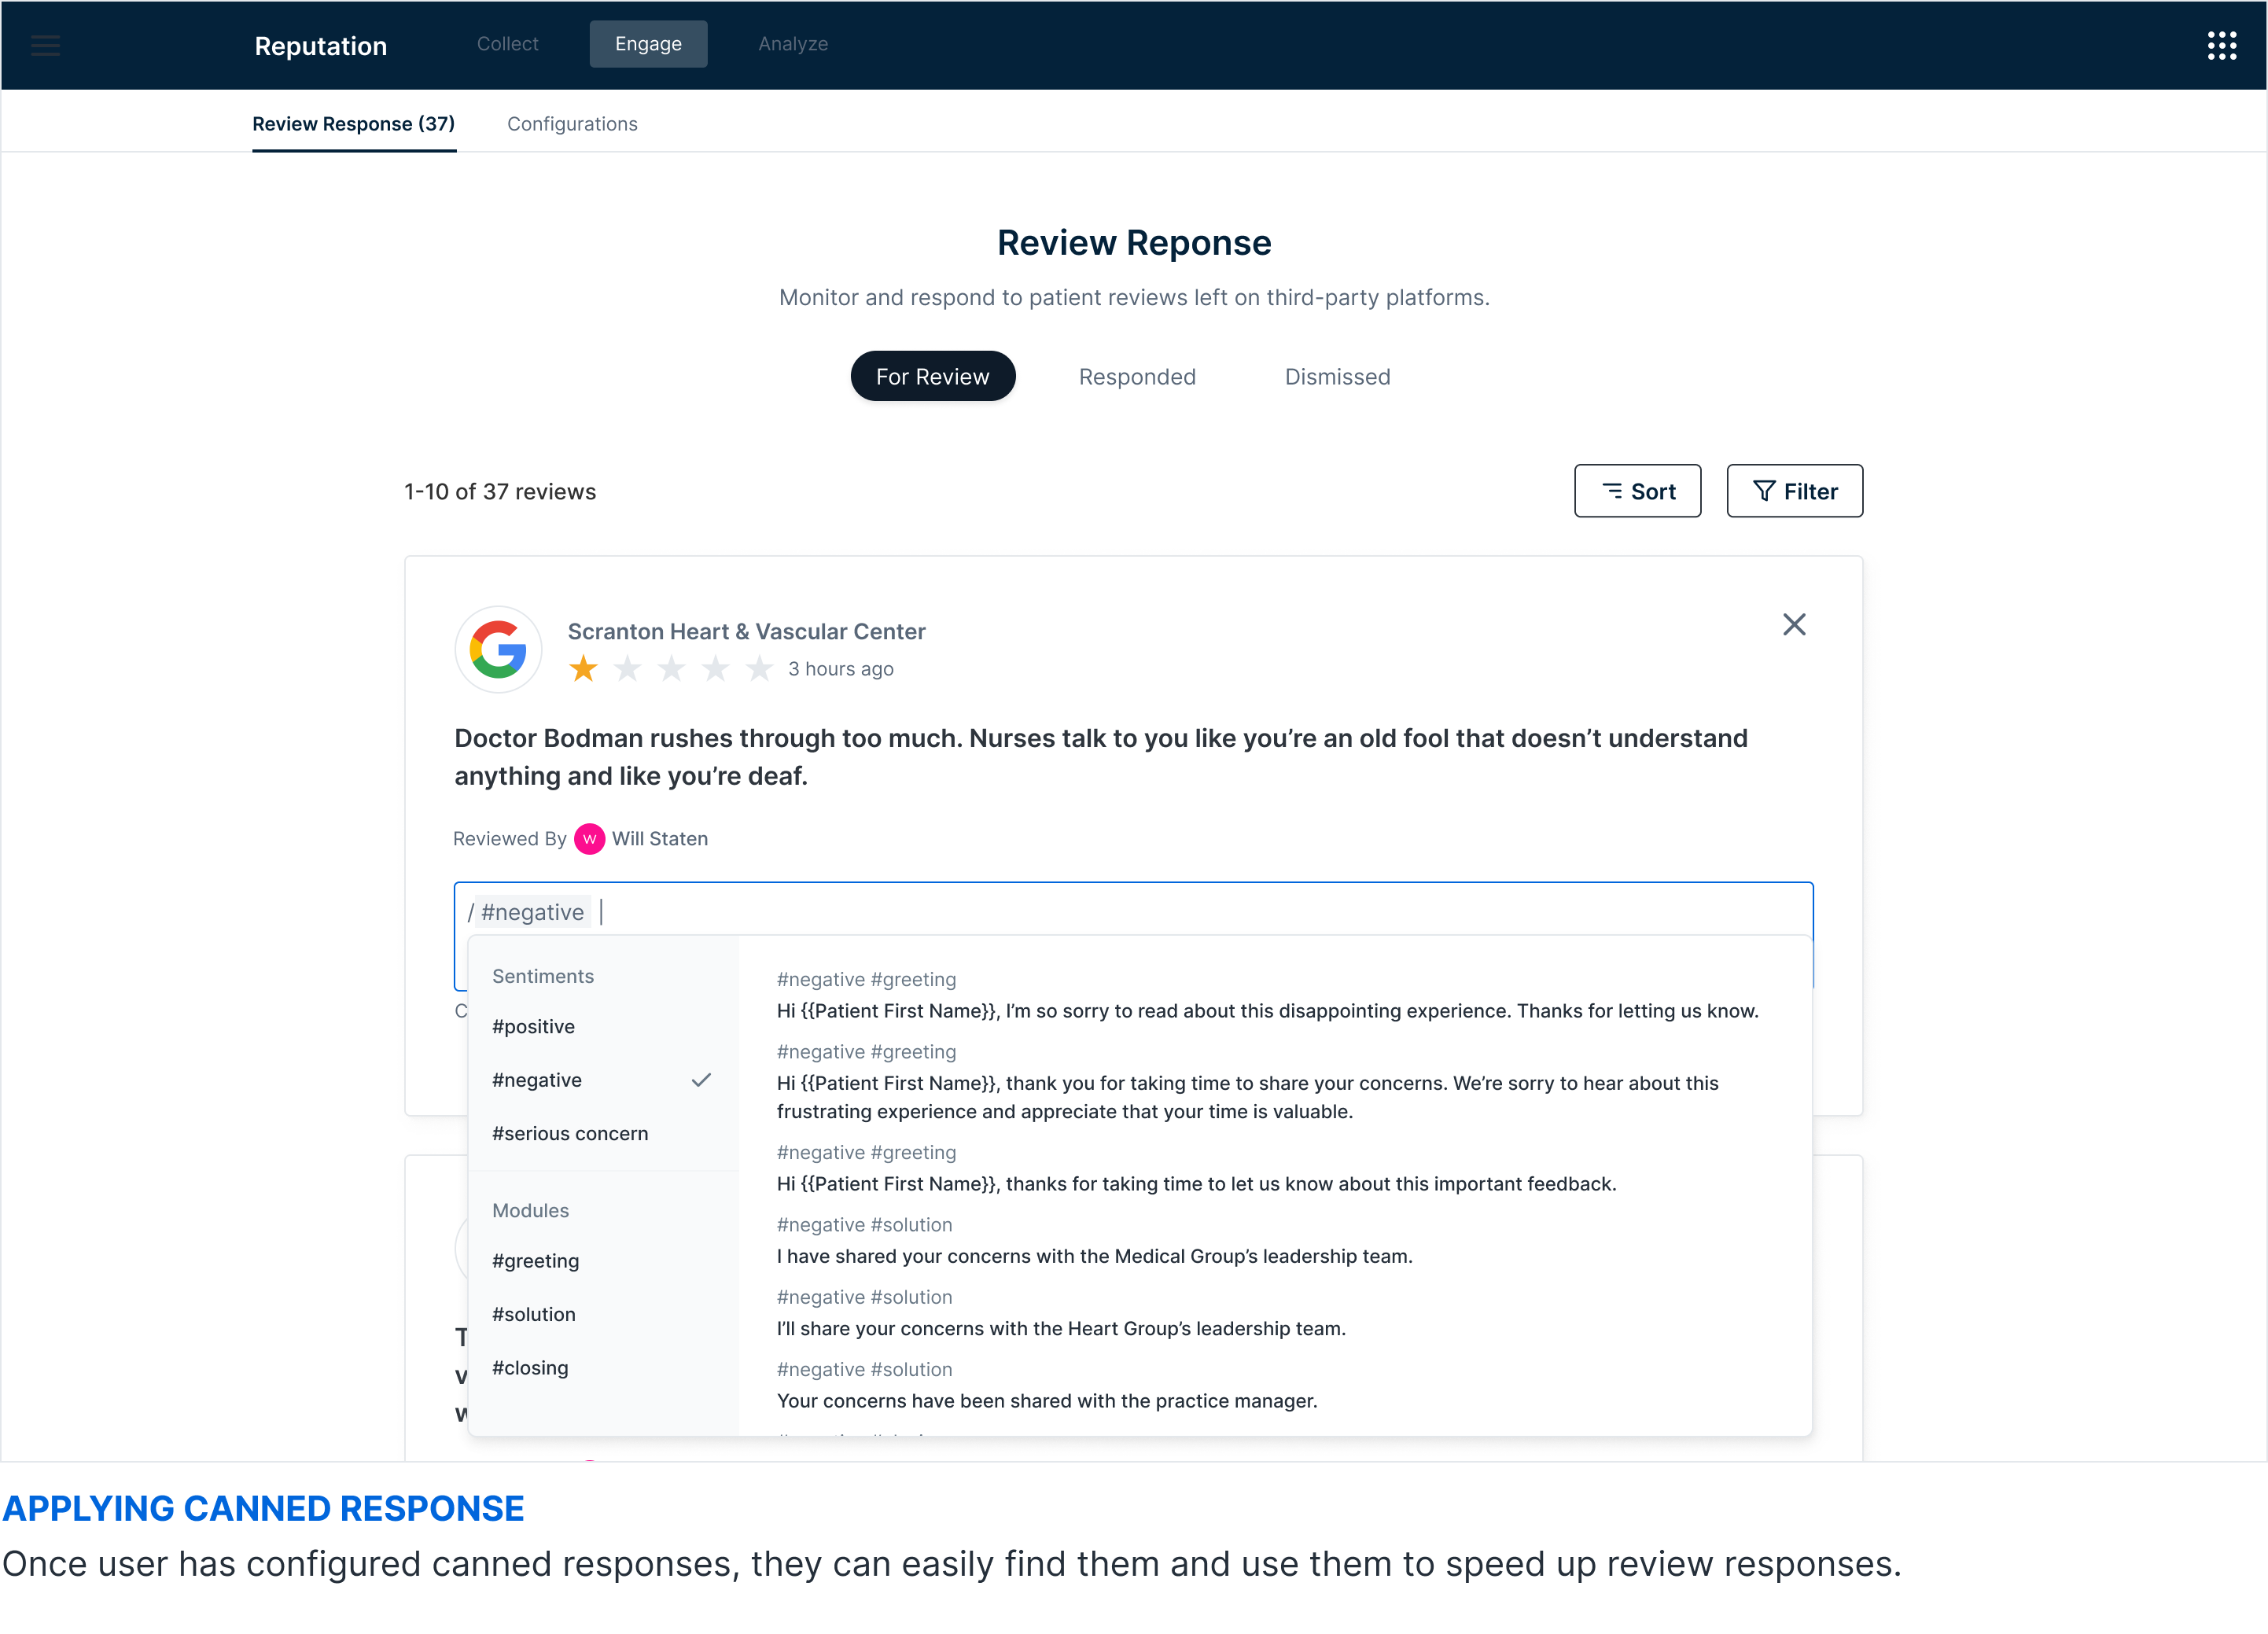 Reputation
Collect
Engage
Analyze
Review Response (37)
Configurations
Review Reponse
Monitor and respond to patient reviews left on third-party platforms.
For Review
Responded
Dismissed
1-10 of 37 reviews
Sort
Filter
Scranton Heart & Vascular Center
3 hours ago
Doctor Bodman rushes through too much. Nurses talk to you like you’re an old fool that doesn’t understand
anything and like you’re deaf.
Reviewed By W Will Staten
/ #negative
Sentiments
#positive
#negative
#serious concern
Modules
#greeting
#solution
#closing
#negative #greeting
Hi {{Patient First Name}}, I’m so sorry to read about this disappointing experience. Thanks for letting us know.
#negative #greeting
Hi {{Patient First Name}}, thank you for taking time to share your concerns. We’re sorry to hear about this
frustrating experience and appreciate that your time is valuable.
#negative #greeting
Hi {{Patient First Name}}, thanks for taking time to let us know about this important feedback.
#negative #solution
I have shared your concerns with the Medical Group’s leadership team.
#negative #solution
I’ll share your concerns with the Heart Group’s leadership team.
#negative #solution
Your concerns have been shared with the practice manager.
APPLYING CANNED RESPONSE
Once user has configured canned responses, they can easily find them and use them to speed up review responses.